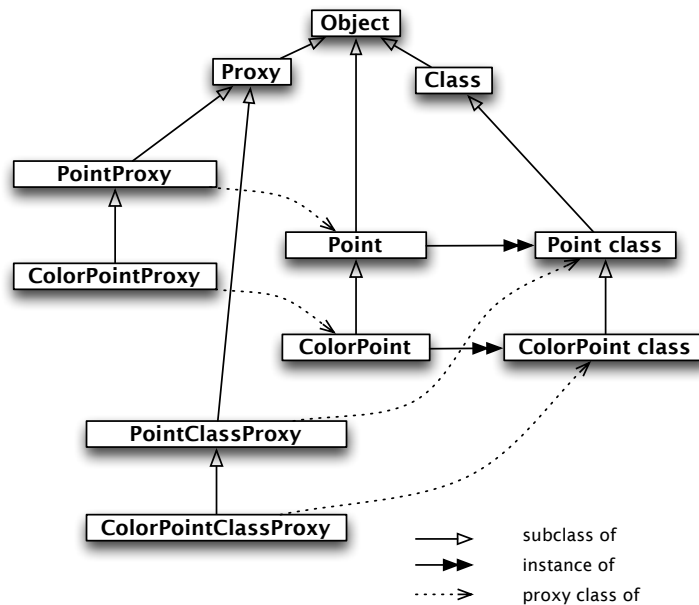 Object
Proxy
Class
PointProxy
Point
Point class
ColorPointProxy
ColorPoint
ColorPoint class
PointClassProxy
ColorPointClassProxy
subclass of
instance of
proxy class of